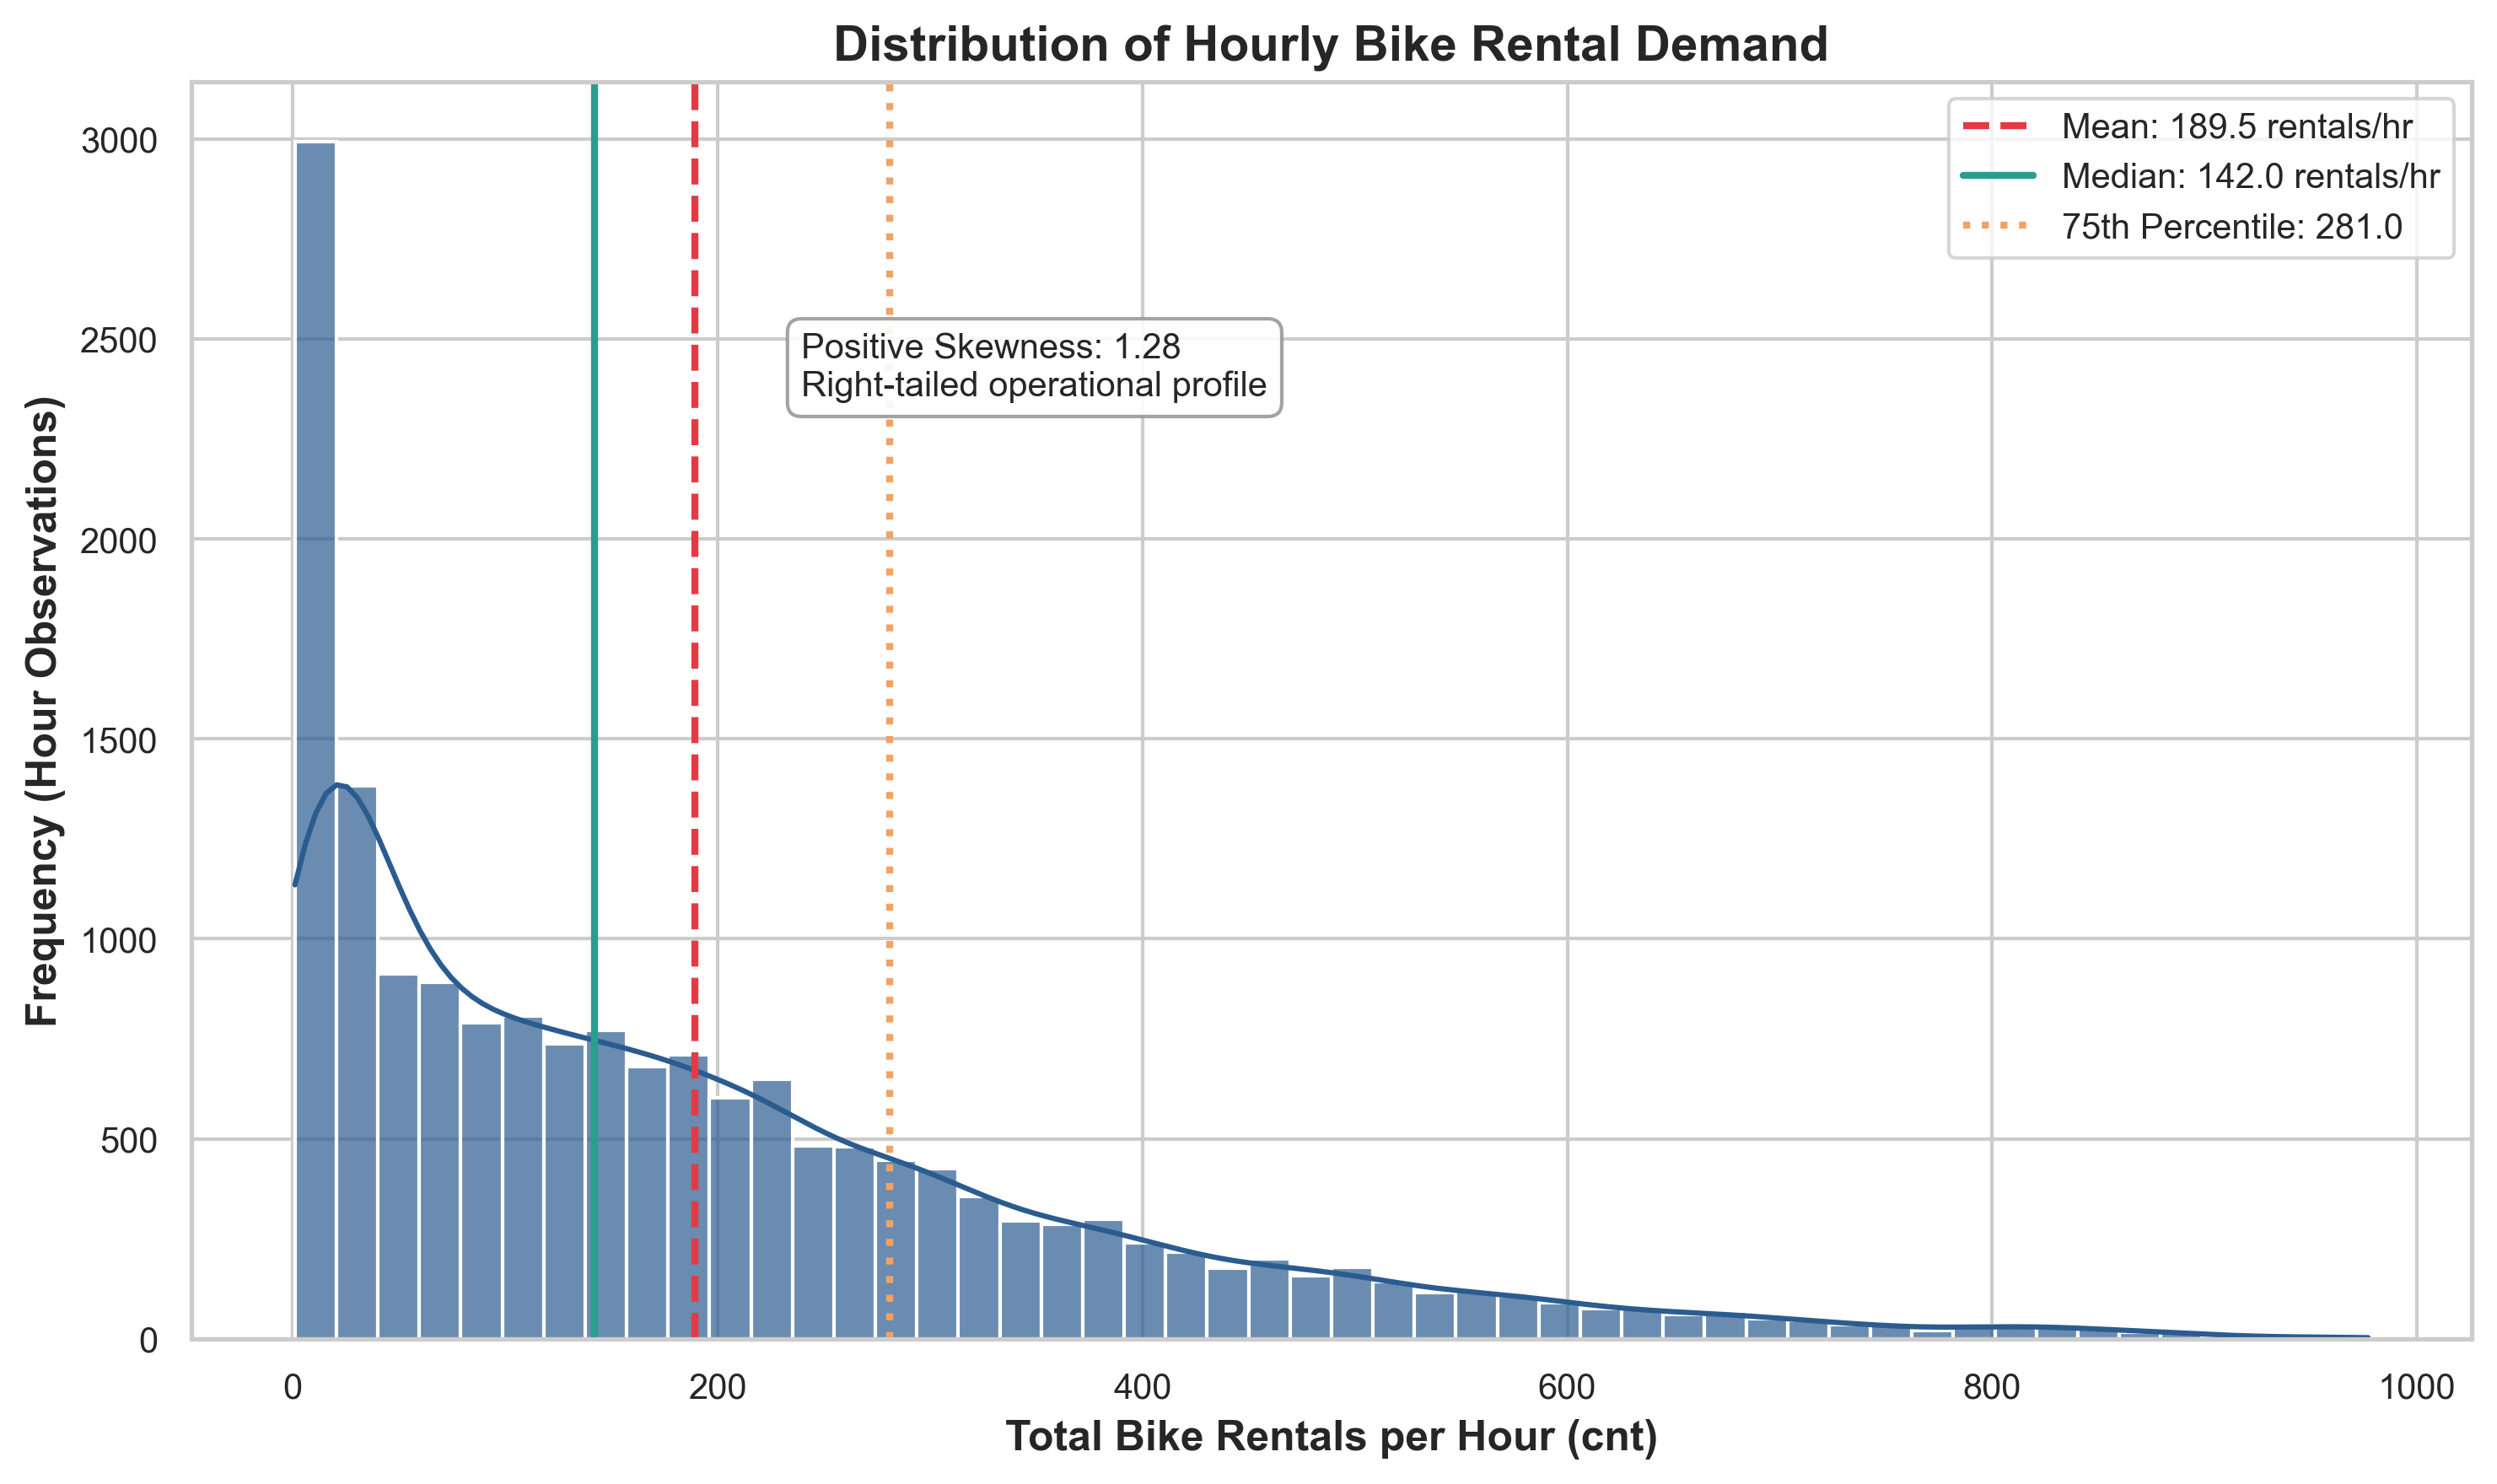 Distribution of Hourly Bike Rental Demand
Mean: 189.5 rentals/hr
Median: 142.0 rentals/hr
75th Percentile: 281.0
Positive Skewness: 1.28
Right-tailed operational profile
Frequency (Hour Observations)
3000
2500
2000
1500
1000
500
0
0 200 400 600 800 1000
Total Bike Rentals per Hour (cnt)